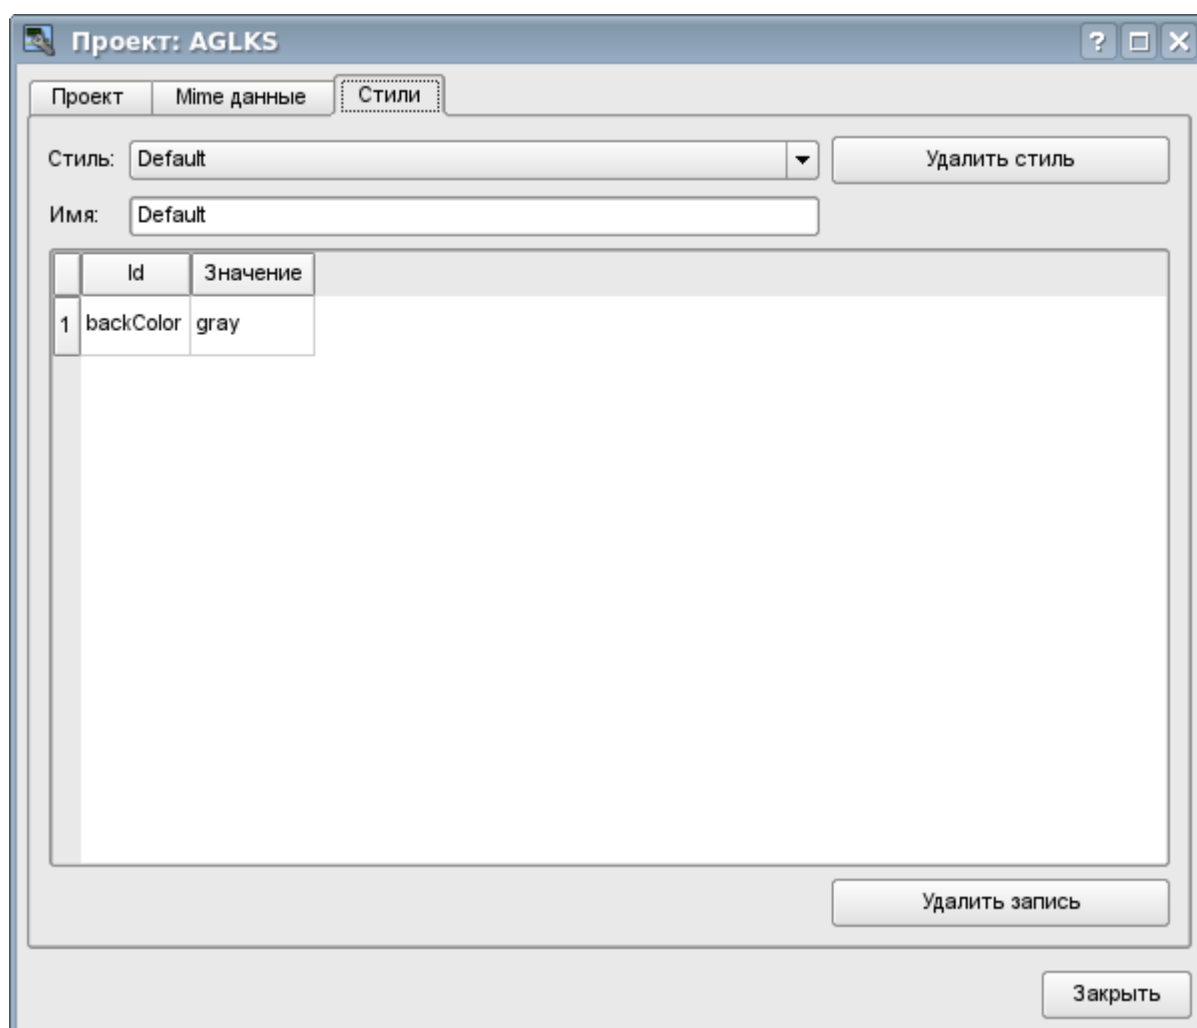 Проект: AGLKS
Проект Mime данные Стили
Стиль: Default Удалить стиль
Имя: Default
Id Значение
1 backColor gray
Удалить запись
Закрыть